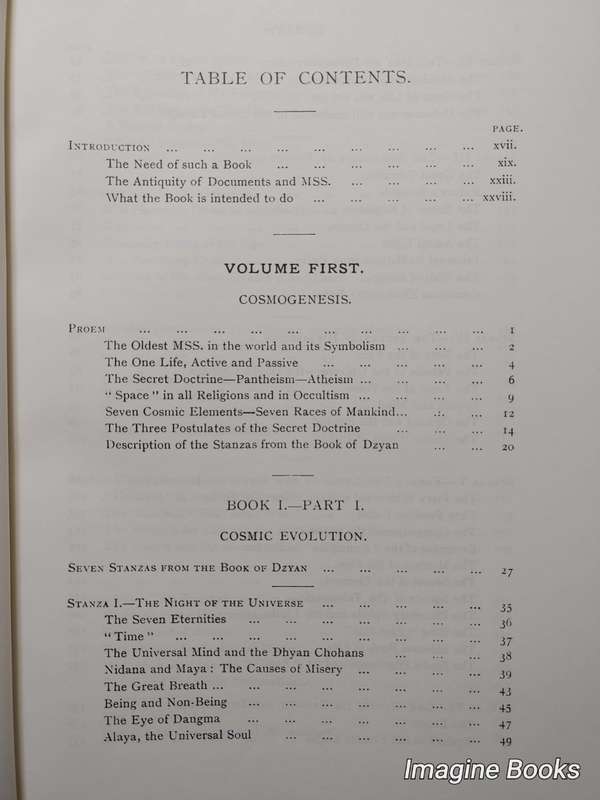 TABLE OF CONTENTS.
PAGE.
INTRODUCTION ... ... ... ... ... ... ... ... ... xvii.
The Need of such a Book ... ... ... ... ... ... xix.
The Antiquity of Documents and MSS. ... ... ... ... xxiii.
What the Book is intended to do ... ... ... ... ... xxviii.
VOLUME FIRST.
COSMOGENESIS.
PROEM ... ... ... ... ... ... ... ... ... ... 1
The Oldest MSS. in the world and its Symbolism ... ... ... 2
The One Life, Active and Passive ... ... ... ... ... 4
The Secret Doctrine—Pantheism—Atheism ... ... ... ... 6
"Space" in all Religions and in Occultism ... ... ... ... 9
Seven Cosmic Elements—Seven Races of Mankind... ... ... 12
The Three Postulates of the Secret Doctrine ... ... ... 14
Description of the Stanzas from the Book of Dzyan ... ... 20
BOOK I.—PART I.
COSMIC EVOLUTION.
SEVEN STANZAS FROM THE BOOK OF DZYAN ... ... ... ... ... 27
STANZA I.—THE NIGHT OF THE UNIVERSE ... ... ... ... ... 35
The Seven Eternities ... ... ... ... ... ... ... 36
"Time" ... ... ... ... ... ... ... ... ... 37
The Universal Mind and the Dhyan Chohans ... ... ... 38
Nidana and Maya: The Causes of Misery ... ... ... ... 39
The Great Breath ... ... ... ... ... ... ... ... 43
Being and Non-Being ... ... ... ... ... ... ... 45
The Eye of Dangma ... ... ... ... ... ... ... 47
Alaya, the Universal Soul ... ... ... ... ... ... 49
Imagine Books